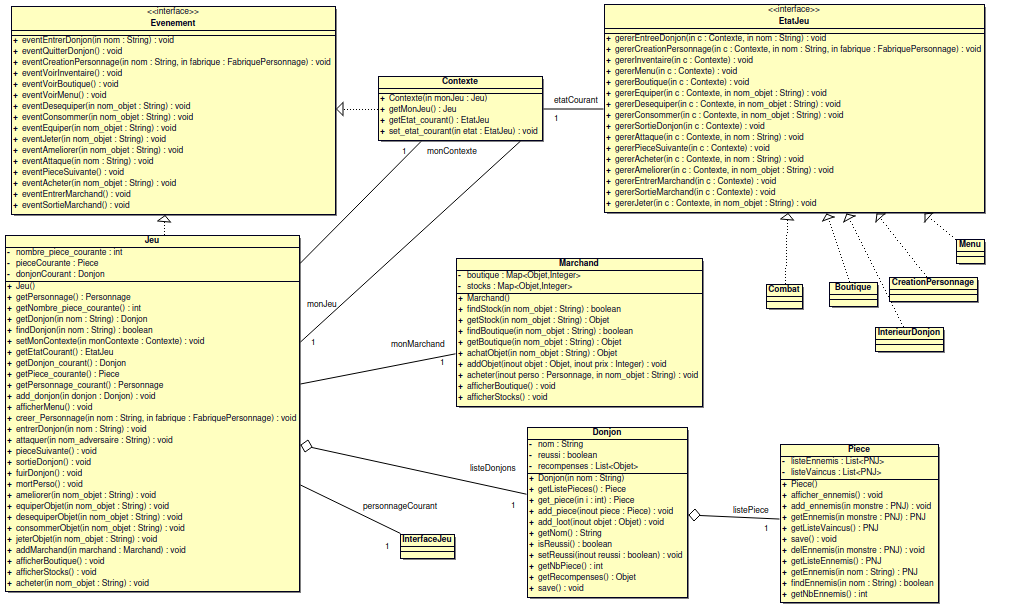 <<interface>>
Evenement
+ eventEntrerDonjon(in nom : String) : void
+ eventQuitterDonjon() : void
+ eventCreationPersonnage(in nom : String, in fabrique : FabriquePersonnage) : void
+ eventVoirInventaire() : void
+ eventVoirBoutique() : void
+ eventVoirMenu() : void
+ eventDesequiper(in nom_objet : String) : void
+ eventConsommer(in nom_objet : String) : void
+ eventEquiper(in nom_objet : String) : void
+ eventJeter(in nom_objet : String) : void
+ eventAmeliorer(in nom_objet : String) : void
+ eventAttaque(in nom : String) : void
+ eventPieceSuivante() : void
+ eventAcheter(in nom_objet : String) : void
+ eventEntrerMarchand() : void
+ eventSortieMarchand() : void
Contexte
+ Contexte(in monJeu : Jeu)
+ getMonJeu() : Jeu
+ getEtat_courant() : EtatJeu
+ set_etat_courant(in etat : EtatJeu) : void
etatCourant
1
1
monContexte
<<interface>>
EtatJeu
+ gererEntreeDonjon(in c : Contexte, in nom : String) : void
+ gererCreationPersonnage(in c : Contexte, in nom : String, in fabrique : FabriquePersonnage) : void
+ gererInventaire(in c : Contexte) : void
+ gererMenu(in c : Contexte) : void
+ gererBoutique(in c : Contexte) : void
+ gererEquiper(in c : Contexte, in nom_objet : String) : void
+ gererDesequiper(in c : Contexte, in nom_objet : String) : void
+ gererConsommer(in c : Contexte, in nom_objet : String) : void
+ gererSortieDonjon(in c : Contexte) : void
+ gererAttaque(in c : Contexte, in nom : String) : void
+ gererPieceSuivante(in c : Contexte) : void
+ gererAcheter(in c : Contexte, in nom_objet : String) : void
+ gererAmeliorer(in c : Contexte, in nom_objet : String) : void
+ gererEntrerMarchand(in c : Contexte) : void
+ gererSortieMarchand(in c : Contexte) : void
+ gererJeter(in c : Contexte, in nom_objet : String) : void
Jeu
- nombre_piece_courante : int
- pieceCourante : Piece
- donjonCourant : Donjon
+ Jeu()
+ getPersonnage() : Personnage
+ getNombre_piece_courante() : int
+ getDonjon(in nom : String) : Donjon
+ findDonjon(in nom : String) : boolean
+ setMonContexte(in monContexte : Contexte) : void
+ getEtatCourant() : EtatJeu
+ getDonjon_courant() : Donjon
+ getPiece_courante() : Piece
+ getPersonnage_courant() : Personnage
+ add_donjon(in donjon : Donjon) : void
+ afficherMenu() : void
+ creer_Personnage(in nom : String, in fabrique : FabriquePersonnage) : void
+ entrerDonjon(in nom : String) : void
+ attaquer(in nom_adversaire : String) : void
+ pieceSuivante() : void
+ sortieDonjon() : void
+ fuirDonjon() : void
+ mortPerso() : void
+ ameliorer(in nom_objet : String) : void
+ equiperObjet(in nom_objet : String) : void
+ desequiperObjet(in nom_objet : String) : void
+ consommerObjet(in nom_objet : String) : void
+ jeterObjet(in nom_objet : String) : void
+ addMarchand(in marchand : Marchand) : void
+ afficherBoutique() : void
+ afficherStocks() : void
+ acheter(in nom_objet : String) : void
monJeu
1
monMarchand
1
Marchand
- boutique : Map<Objet,Integer>
- stocks : Map<Objet,Integer>
+ Marchand()
+ findStock(in nom_objet : String) : boolean
+ getStock(in nom_objet : String) : Objet
+ findBoutique(in nom_objet : String) : boolean
+ getBoutique(in nom_objet : String) : Objet
+ achatObjet(in nom_objet : String) : Objet
+ addObjet(inout objet : Objet, inout prix : Integer) : void
+ acheter(inout perso : Personnage, in nom_objet : String) : void
+ afficherBoutique() : void
+ afficherStocks() : void
Menu
Combat
Boutique
CreationPersonnage
InterieurDonjon
listeDonjons
1
personnageCourant
1
InterfaceJeu
Donjon
- nom : String
- reussi : boolean
- recompenses : List<Objet>
+ Donjon(in nom : String)
+ getListePieces() : Piece
+ get_piece(in i : int) : Piece
+ add_piece(inout piece : Piece) : void
+ add_loot(inout objet : Objet) : void
+ getNom() : String
+ isReussi() : boolean
+ setReussi(inout reussi : boolean) : void
+ getNbPiece() : int
+ getRecompenses() : Objet
+ save() : void
listePiece
1
Piece
- listeEnnemis : List<PNJ>
- listeVaincus : List<PNJ>
+ Piece()
+ afficher_ennemis() : void
+ add_ennemis(in monstre : PNJ) : void
+ getEnnemis(in monstre : PNJ) : PNJ
+ getListeVaincus() : PNJ
+ save() : void
+ delEnnemis(in monstre : PNJ) : void
+ getListeEnnemis() : PNJ
+ getEnnemis(in nom : String) : PNJ
+ findEnnemis(in nom : String) : boolean
+ getNbEnnemis() : int